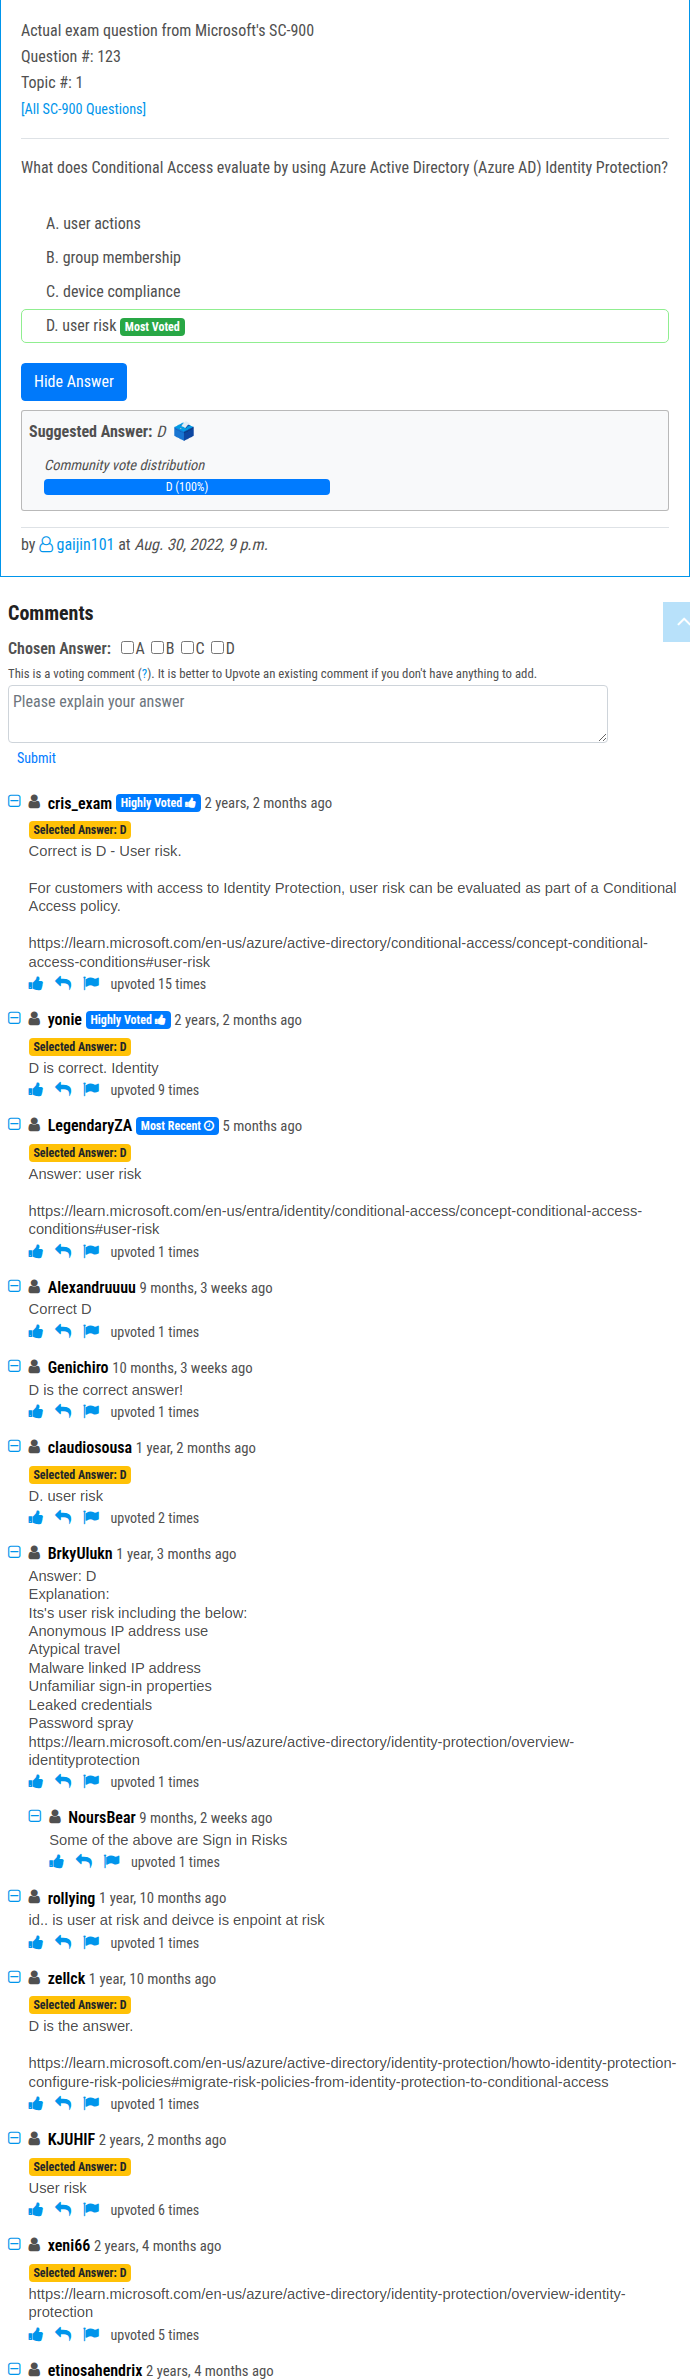 Actual exam question from Microsoft's SC-900
Question #: 123
Topic #: 1
[All SC-900 Questions]
What does Conditional Access evaluate by using Azure Active Directory (Azure AD) Identity Protection?
A. user actions
B. group membership
C. device compliance
D. user risk Most Voted
Hide Answer
Suggested Answer: D
Community vote distribution
D (100%)
by gaijin101 at Aug. 30, 2022, 9 p.m.
Comments
Chosen Answer: A B C D
This is a voting comment (?). It is better to Upvote an existing comment if you don't have anything to add.
Please explain your answer
Submit
cris_exam Highly Voted 2 years, 2 months ago
Selected Answer: D
Correct is D - User risk.
For customers with access to Identity Protection, user risk can be evaluated as part of a Conditional
Access policy.
https://learn.microsoft.com/en-us/azure/active-directory/conditional-access/concept-conditional-
access-conditions#user-risk
upvoted 15 times
yonie Highly Voted 2 years, 2 months ago
Selected Answer: D
D is correct. Identity
upvoted 9 times
LegendaryZA Most Recent 5 months ago
Selected Answer: D
Answer: user risk
https://learn.microsoft.com/en-us/entra/identity/conditional-access/concept-conditional-access-
conditions#user-risk
upvoted 1 times
Alexandruuuu 9 months, 3 weeks ago
Correct D
upvoted 1 times
Genichiro 10 months, 3 weeks ago
D is the correct answer!
upvoted 1 times
claudiosousa 1 year, 2 months ago
Selected Answer: D
D. user risk
upvoted 2 times
BrkyUlukn 1 year, 3 months ago
Answer: D
Explanation:
Its's user risk including the below:
Anonymous IP address use
Atypical travel
Malware linked IP address
Unfamiliar sign-in properties
Leaked credentials
Password spray
https://learn.microsoft.com/en-us/azure/active-directory/identity-protection/overview-
identityprotection
upvoted 1 times
NoursBear 9 months, 2 weeks ago
Some of the above are Sign in Risks
upvoted 1 times
rollying 1 year, 10 months ago
id.. is user at risk and deivce is enpoint at risk
upvoted 1 times
zellck 1 year, 10 months ago
Selected Answer: D
D is the answer.
https://learn.microsoft.com/en-us/azure/active-directory/identity-protection/howto-identity-protection-
configure-risk-policies#migrate-risk-policies-from-identity-protection-to-conditional-access
upvoted 1 times
KJUHIF 2 years, 2 months ago
Selected Answer: D
User risk
upvoted 6 times
xeni66 2 years, 4 months ago
Selected Answer: D
https://learn.microsoft.com/en-us/azure/active-directory/identity-protection/overview-identity-
protection
upvoted 5 times
etinosahendrix 2 years, 4 months ago